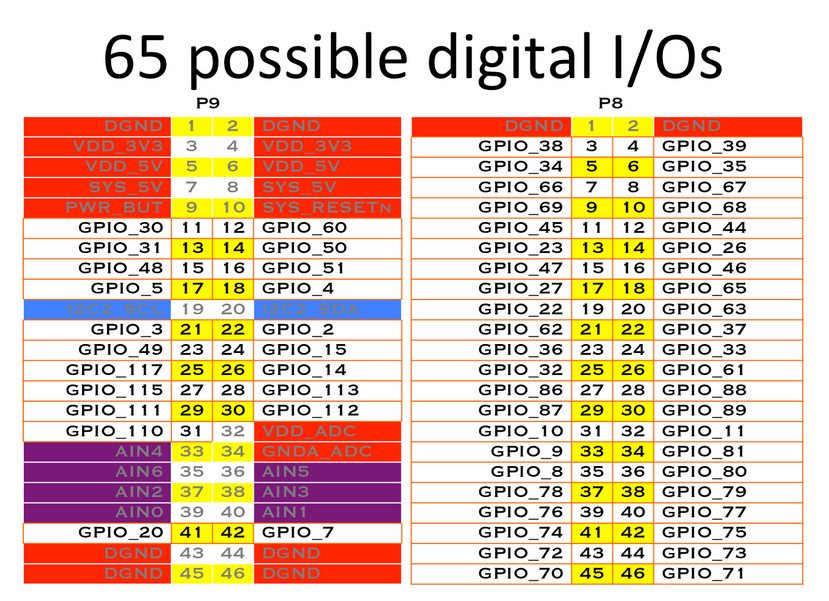 65 possible digital I/Os
P9
DGND 1 2 DGND
VDD_3V3 3 4 VDD_3V3
VDD_5V 5 6 VDD_5V
SYS_5V 7 8 SYS_5V
PWR_BUT 9 10 SYS_RESETN
GPIO_30 11 12 GPIO_60
GPIO_31 13 14 GPIO_50
GPIO_48 15 16 GPIO_51
GPIO_5 17 18 GPIO_4
I2C2_SCL 19 20 I2C2_SDA
GPIO_3 21 22 GPIO_2
GPIO_49 23 24 GPIO_15
GPIO_117 25 26 GPIO_14
GPIO_115 27 28 GPIO_113
GPIO_111 29 30 GPIO_112
GPIO_110 31 32 VDD_ADC
AIN4 33 34 GNDA_ADC
AIN6 35 36 AIN5
AIN2 37 38 AIN3
AIN0 39 40 AIN1
GPIO_20 41 42 GPIO_7
DGND 43 44 DGND
DGND 45 46 DGND
P8
DGND 1 2 DGND
GPIO_38 3 4 GPIO_39
GPIO_34 5 6 GPIO_35
GPIO_66 7 8 GPIO_67
GPIO_69 9 10 GPIO_68
GPIO_45 11 12 GPIO_44
GPIO_23 13 14 GPIO_26
GPIO_47 15 16 GPIO_46
GPIO_27 17 18 GPIO_65
GPIO_22 19 20 GPIO_63
GPIO_62 21 22 GPIO_37
GPIO_36 23 24 GPIO_33
GPIO_32 25 26 GPIO_61
GPIO_86 27 28 GPIO_88
GPIO_87 29 30 GPIO_89
GPIO_10 31 32 GPIO_11
GPIO_9 33 34 GPIO_81
GPIO_8 35 36 GPIO_80
GPIO_78 37 38 GPIO_79
GPIO_76 39 40 GPIO_77
GPIO_74 41 42 GPIO_75
GPIO_72 43 44 GPIO_73
GPIO_70 45 46 GPIO_71